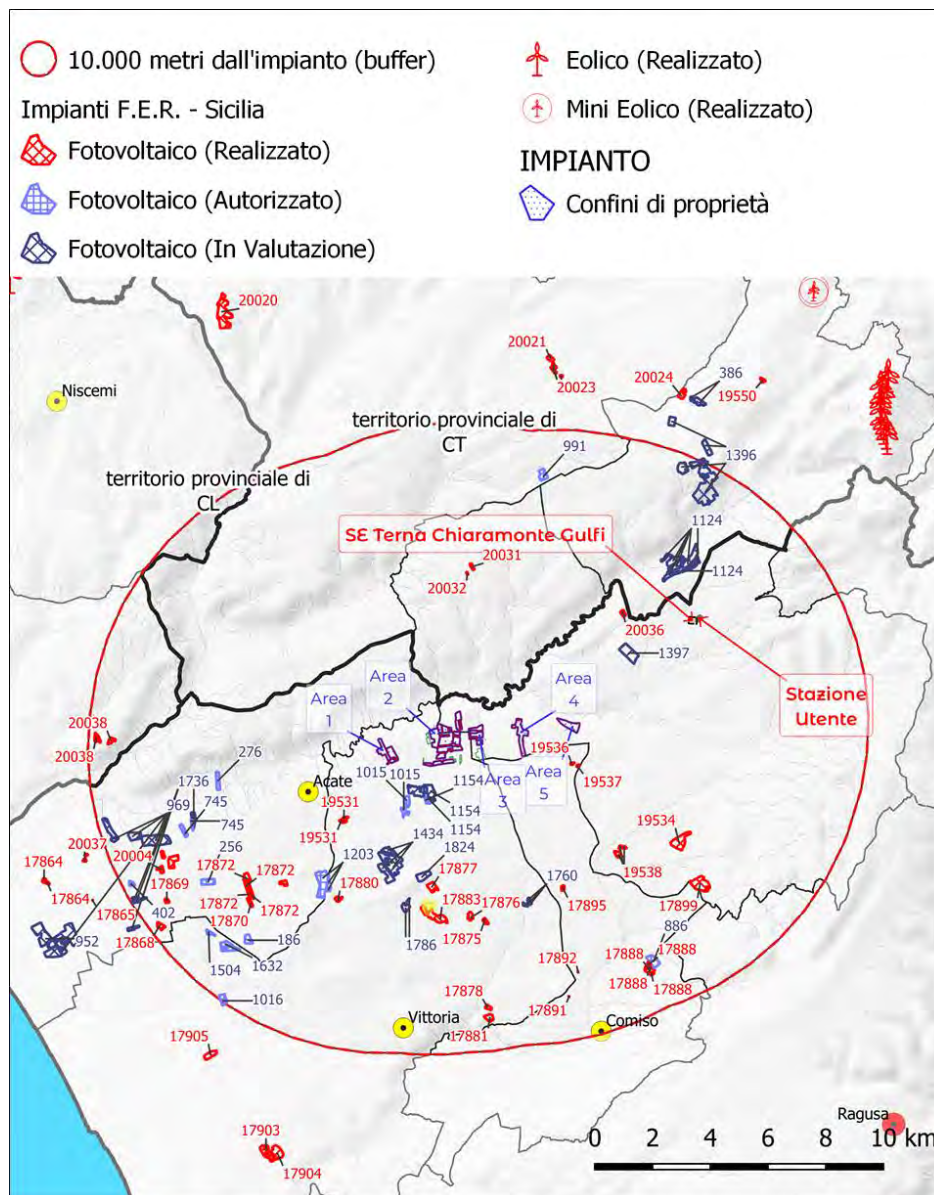 10.000 metri dall'impianto (buffer)
Impianti F.E.R. - Sicilia
Fotovoltaico (Realizzato)
Fotovoltaico (Autorizzato)
Fotovoltaico (In Valutazione)
Eolico (Realizzato)
Mini Eolico (Realizzato)
IMPIANTO
Confini di proprietà
20020
20021
20023
20024
386
19550
Niscemi
territorio provinciale di
CT
991
1396
territorio provinciale di
CL
SE Terna Chiaramonte Gulfi
1124
1124
20031
20032
20036
1397
Stazione
Utente
Area
1
Area
2
Area
4
20038
20038
276
1736
969
745
745
Acate
1015
1015
1154
1154
1154
19536
19537
Area
3
Area
5
19531
19531
20037
20004
256
17872
17872
1434
1824
1203
17877
19534
19538
17864
17864
17869
17880
17883
17876
1760
17895
17899
17865
402
17872
17872
17870
17868
952
186
1786
17875
886
17888
17888
17888
17888
1504
1632
17892
1016
17878
17891
17881
Vittoria
Comiso
17905
Ragusa
17903
17904
0 2 4 6 8 10 km